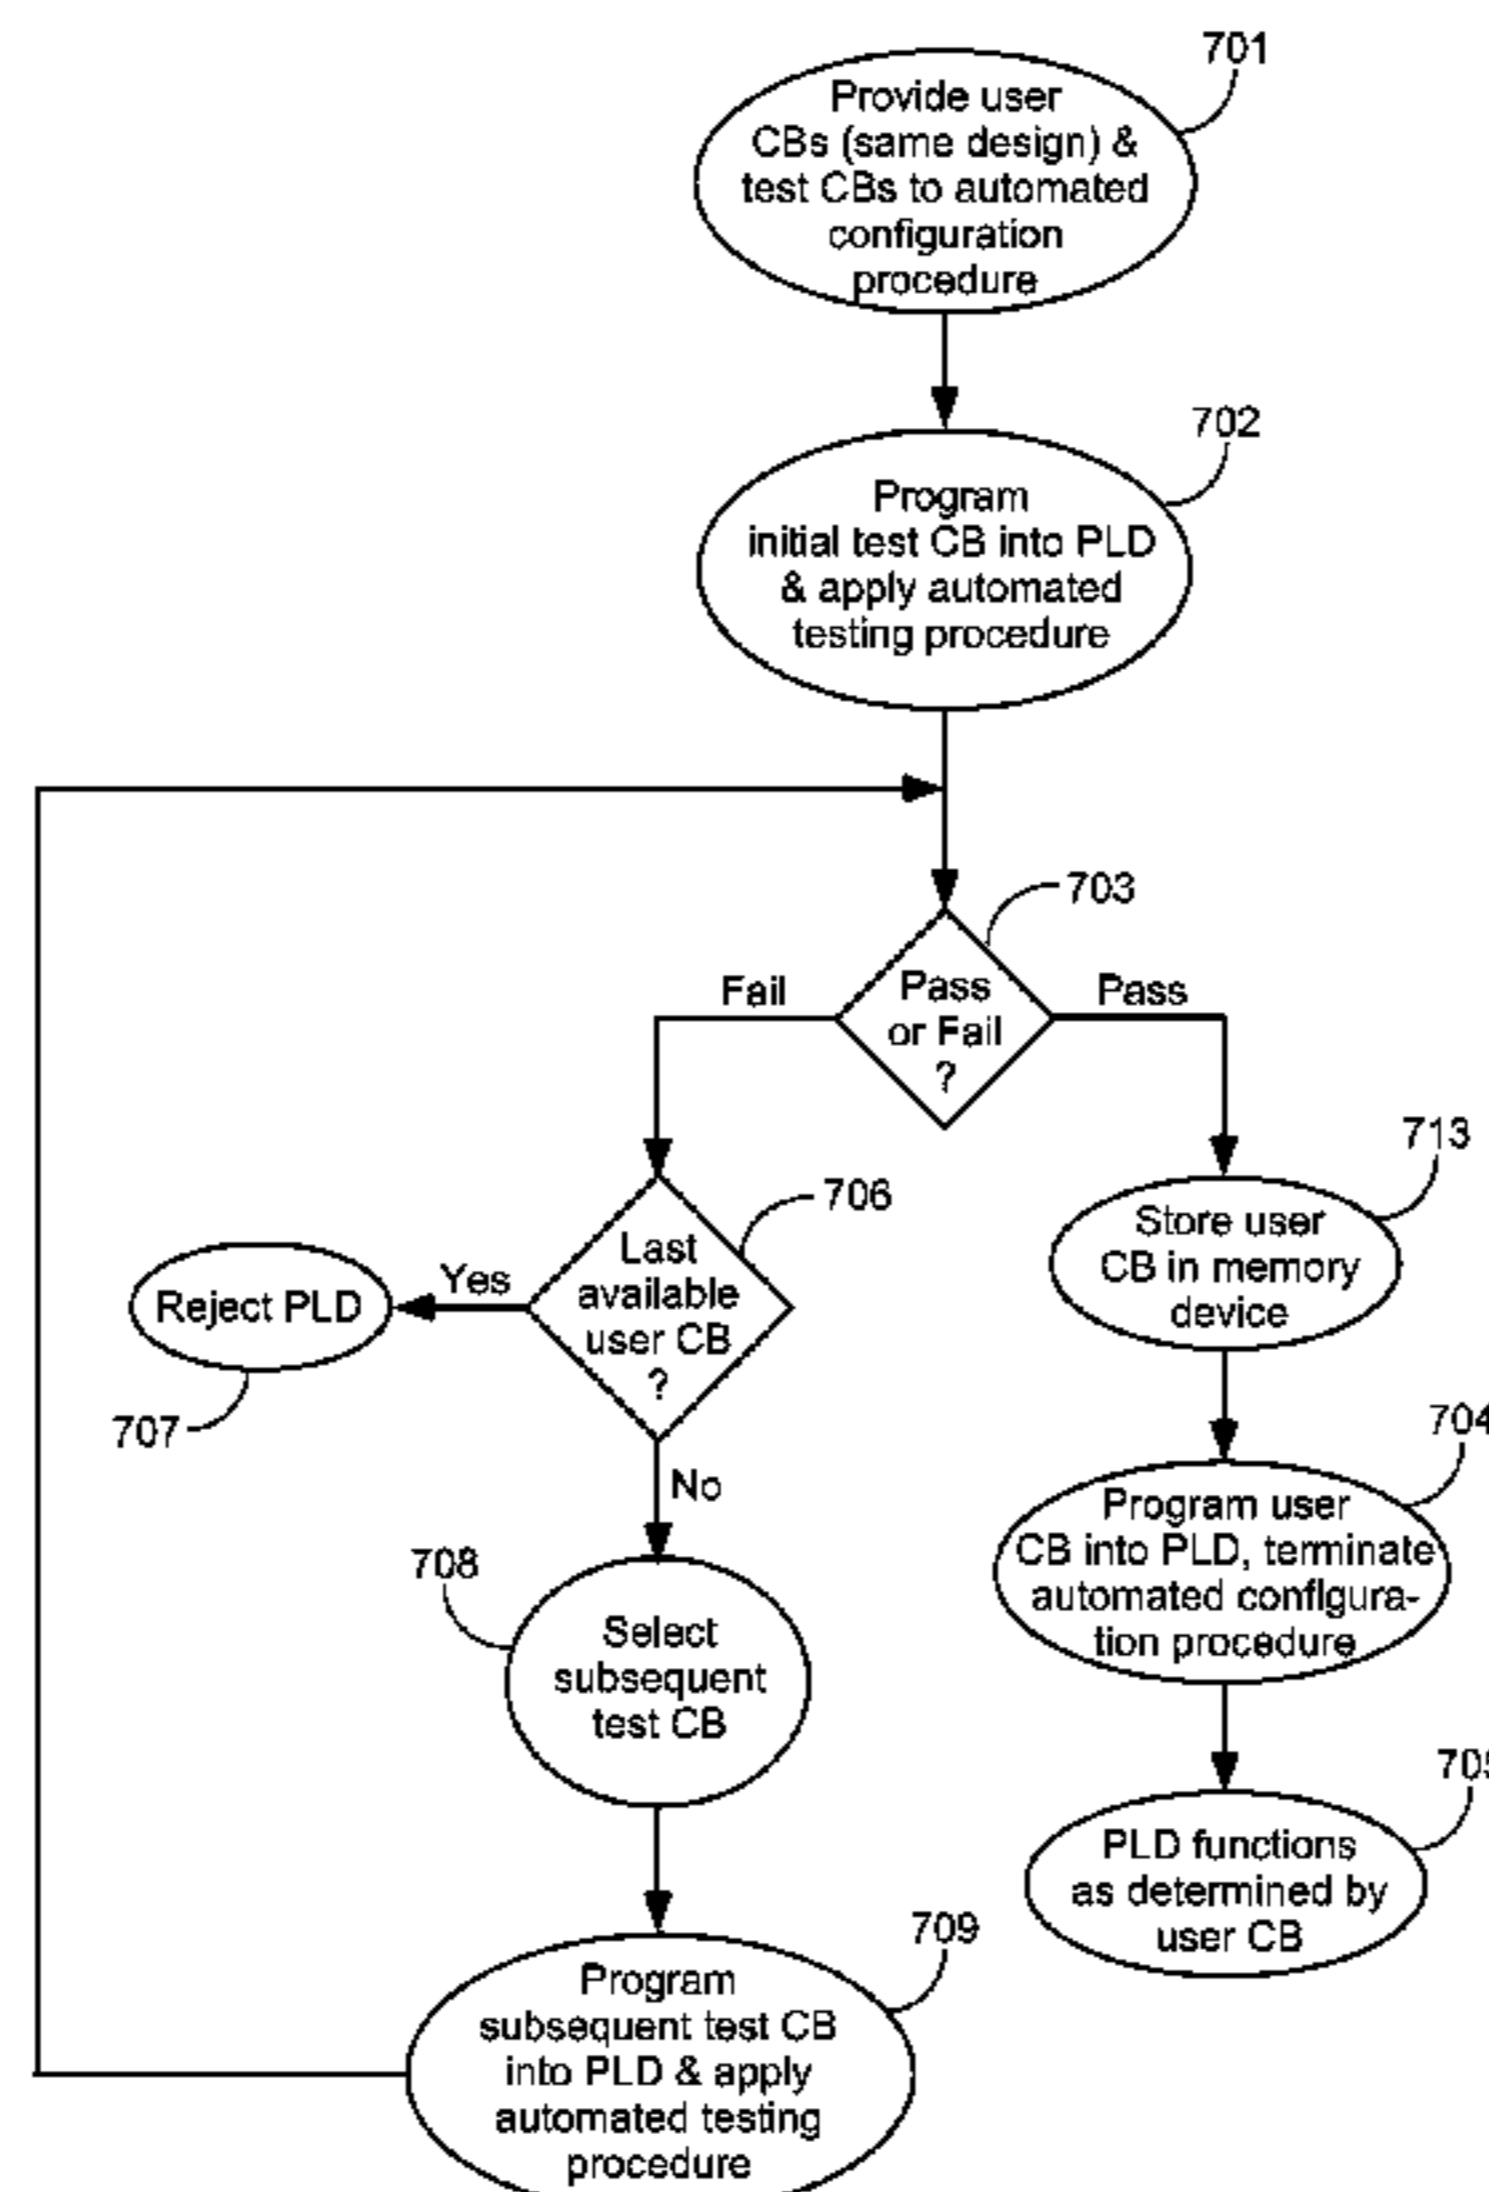 701
Provide user
CBs (same design) &
test CBs to automated
configuration
procedure
702
Program
initial test CB into PLD
& apply automated
testing procedure
703
Pass
or Fail
?
Fail
Pass
713
Store user
CB in memory
device
706
Last
available
user CB
?
Yes
Reject PLD
707
No
704
Program user
CB into PLD, terminate
automated configura-
tion procedure
708
Select
subsequent
test CB
705
PLD functions
as determined by
user CB
709
Program
subsequent test CB
into PLD & apply
automated testing
procedure